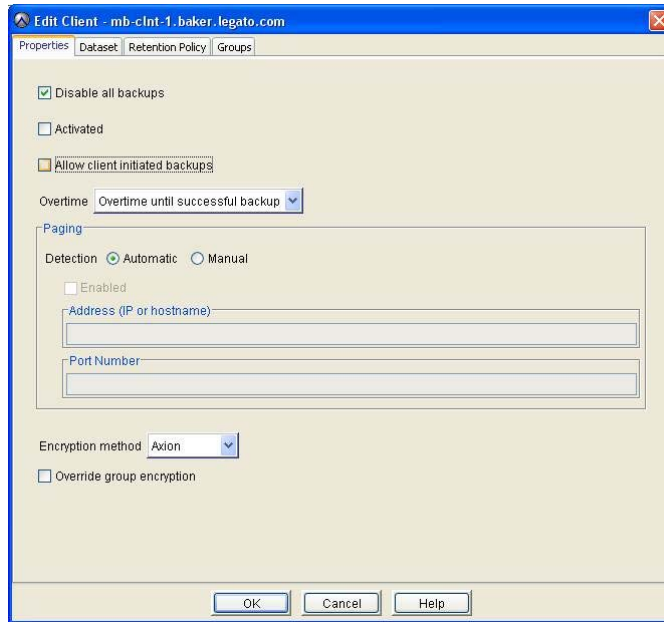 Edit Client - mb-clnt-1.baker.legato.com
Properties Dataset Retention Policy Groups
Disable all backups
Activated
Allow client initiated backups
Overtime Overtime until successful backup
Paging
Detection Automatic Manual
Enabled
Address (IP or hostname)
Port Number
Encryption method Axion
Override group encryption
OK Cancel Help